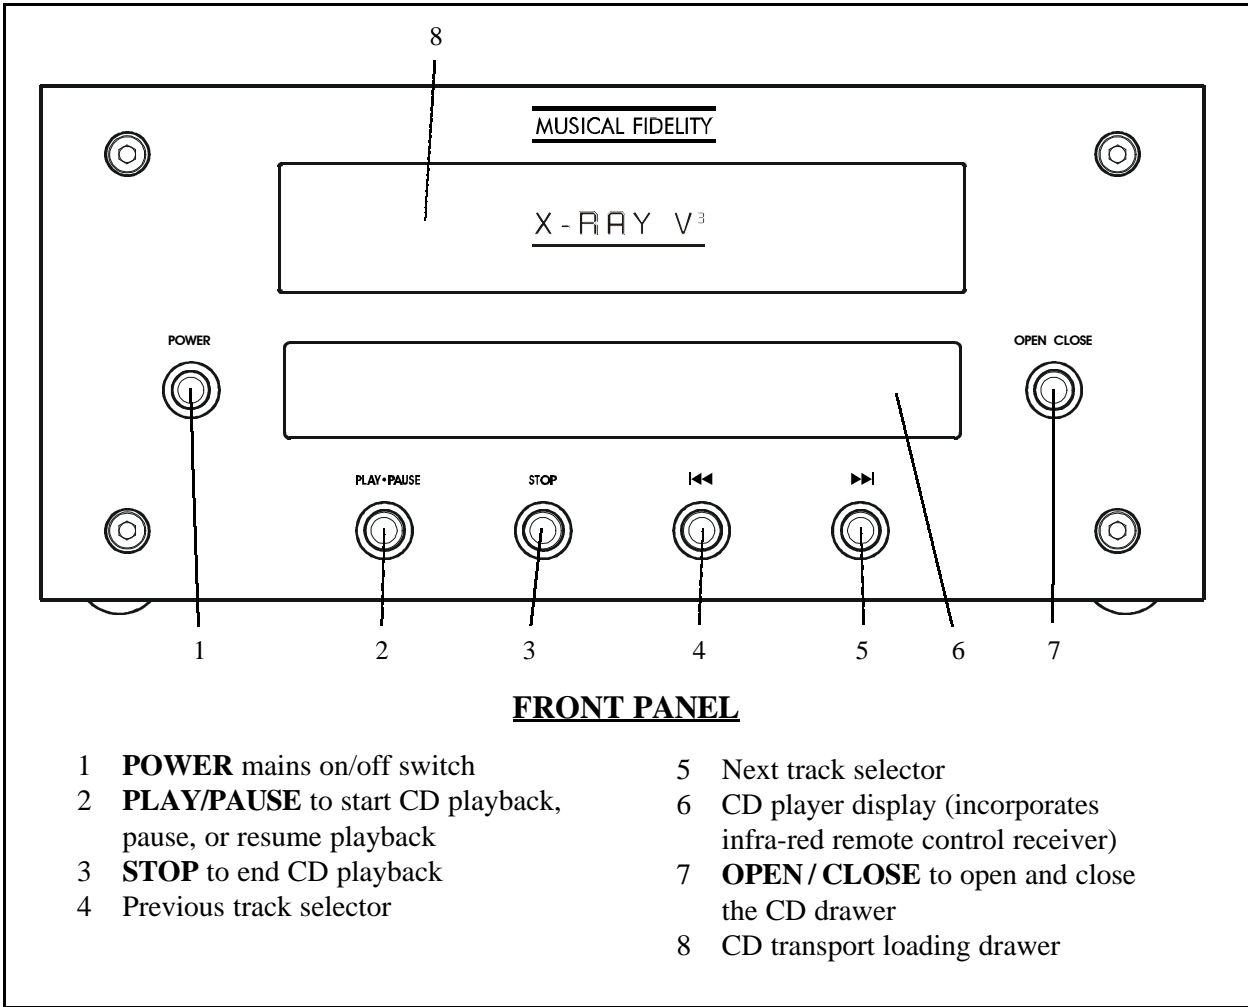 8
MUSICAL FIDELITY
X-RAY V³
POWER
OPEN CLOSE
PLAY•PAUSE STOP
1 2 3 4 5 6 7
FRONT PANEL
1 POWER mains on/off switch
2 PLAY/PAUSE to start CD playback,
pause, or resume playback
3 STOP to end CD playback
4 Previous track selector
5 Next track selector
6 CD player display (incorporates
infra-red remote control receiver)
7 OPEN / CLOSE to open and close
the CD drawer
8 CD transport loading drawer